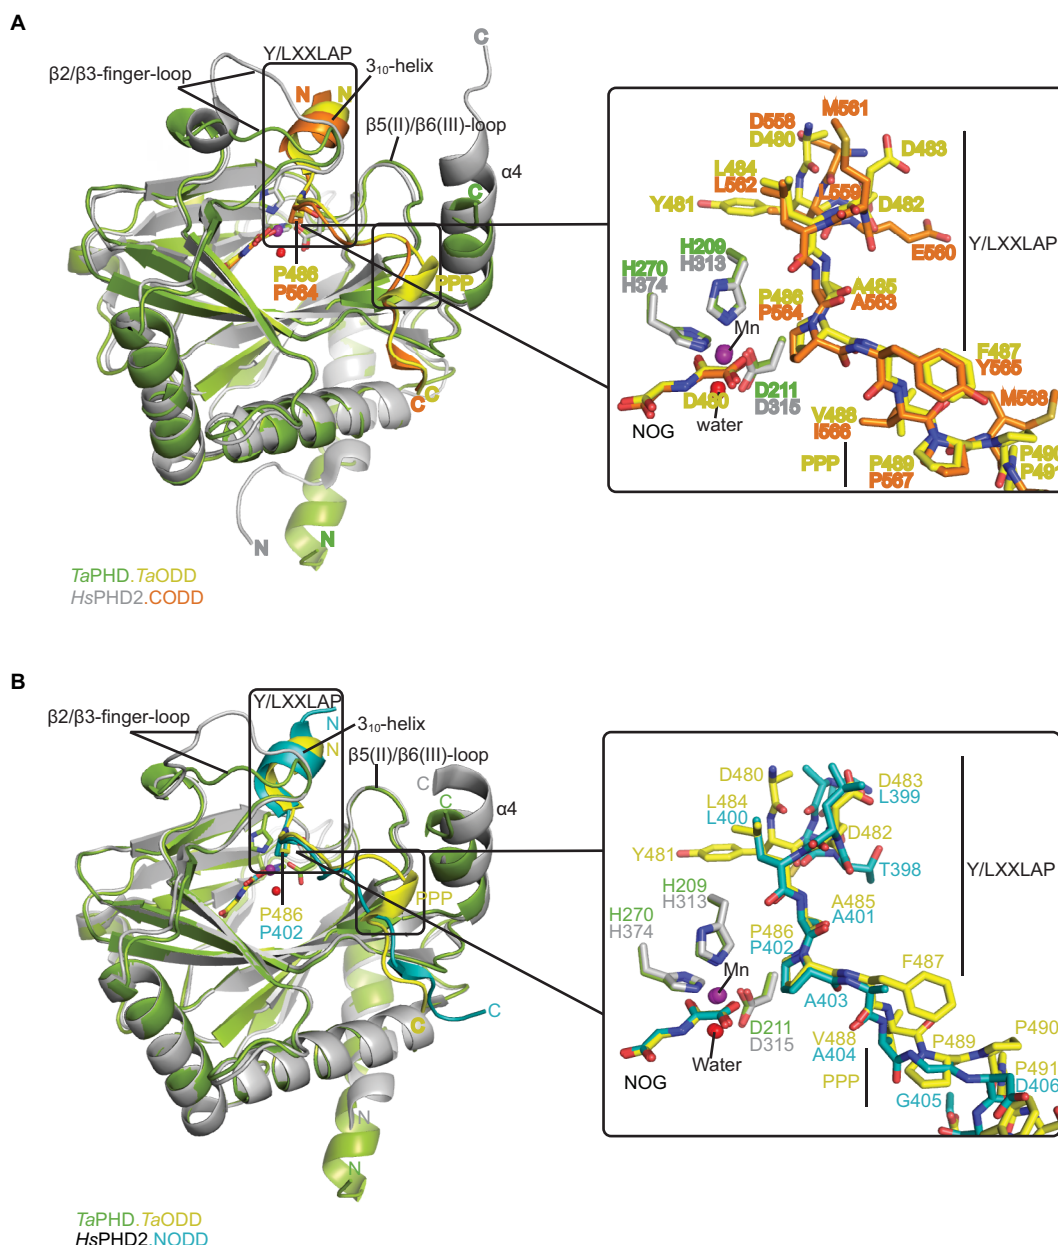 A
Y/LXXLAP
β2/β3-finger-loop
3₁₀-helix
N
N
C
β5(II)/β6(III)-loop
α4
C
P486
P564
PPP
C
C
N
N
TaPHD.TaODD
HsPHD2.CODD
D558
D480
M561
D483
L484
L562
559
Y481
D482
E560
Y/LXXLAP
H209
H313
H270
H374
A485
A563
P486
P564
Mn
F487
Y565
D211
D315
D480
M568
NOG
water
V488
I566
PPP
P489
P567
P490
P491
B
Y/LXXLAP
β2/β3-finger-loop
N
3₁₀-helix
N
β5(II)/β6(III)-loop
C
C
α4
P486
P402
PPP
C
C
N
N
TaPHD.TaODD
HsPHD2.NODD
D480
D483
L399
L484
L400
D482
Y481
T398
Y/LXXLAP
H209
H313
H270
H374
A485
A401
P486
P402
F487
Mn
A403
D211
D315
V488
A404
P489
P490
Water
NOG
PPP
P491
D406
G405